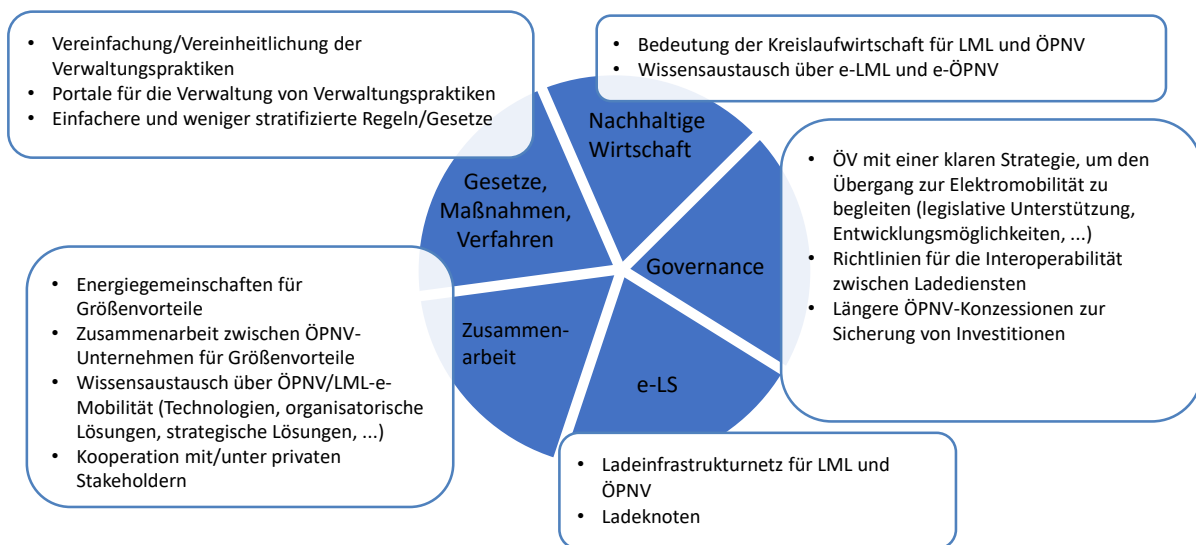 • Vereinfachung/Vereinheitlichung der
Verwaltungspraktiken
• Portale für die Verwaltung von Verwaltungspraktiken
• Einfachere und weniger stratifizierte Regeln/Gesetze
• Bedeutung der Kreislaufwirtschaft für LML und ÖPNV
• Wissensaustausch über e-LML und e-ÖPNV
Nachhaltige
Wirtschaft
Gesetze,
Maßnahmen,
Verfahren
Governance
Zusammen-
arbeit
e-LS
• ÖV mit einer klaren Strategie, um den
Übergang zur Elektromobilität zu
begleiten (legislative Unterstützung,
Entwicklungsmöglichkeiten, ...)
• Richtlinien für die Interoperabilität
zwischen Ladediensten
• Längere ÖPNV-Konzessionen zur
Sicherung von Investitionen
• Energiegemeinschaften für
Größenvorteile
• Zusammenarbeit zwischen ÖPNV-
Unternehmen für Größenvorteile
• Wissensaustausch über ÖPNV/LML-e-
Mobilität (Technologien, organisatorische
Lösungen, strategische Lösungen, ...)
• Kooperation mit/unter privaten
Stakeholdern
• Ladeinfrastrukturnetz für LML und
ÖPNV
• Ladeknoten